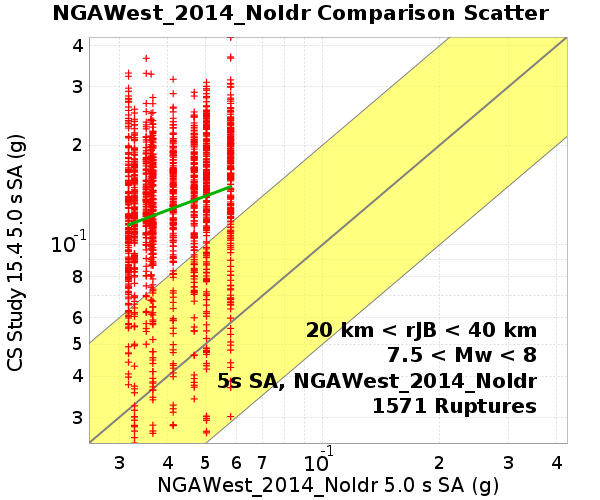 NGAWest_2014_NoIdr Comparison Scatter
CS Study 15.4 5.0 s SA (g)
4
3
2
10⁻¹
8
6
5
4
3
20 km < rJB < 40 km
7.5 < Mw < 8
5s SA, NGAWest_2014_NoIdr
1571 Ruptures
3 4 5 6 7 10⁻¹ 2 3 4
NGAWest_2014_NoIdr 5.0 s SA (g)